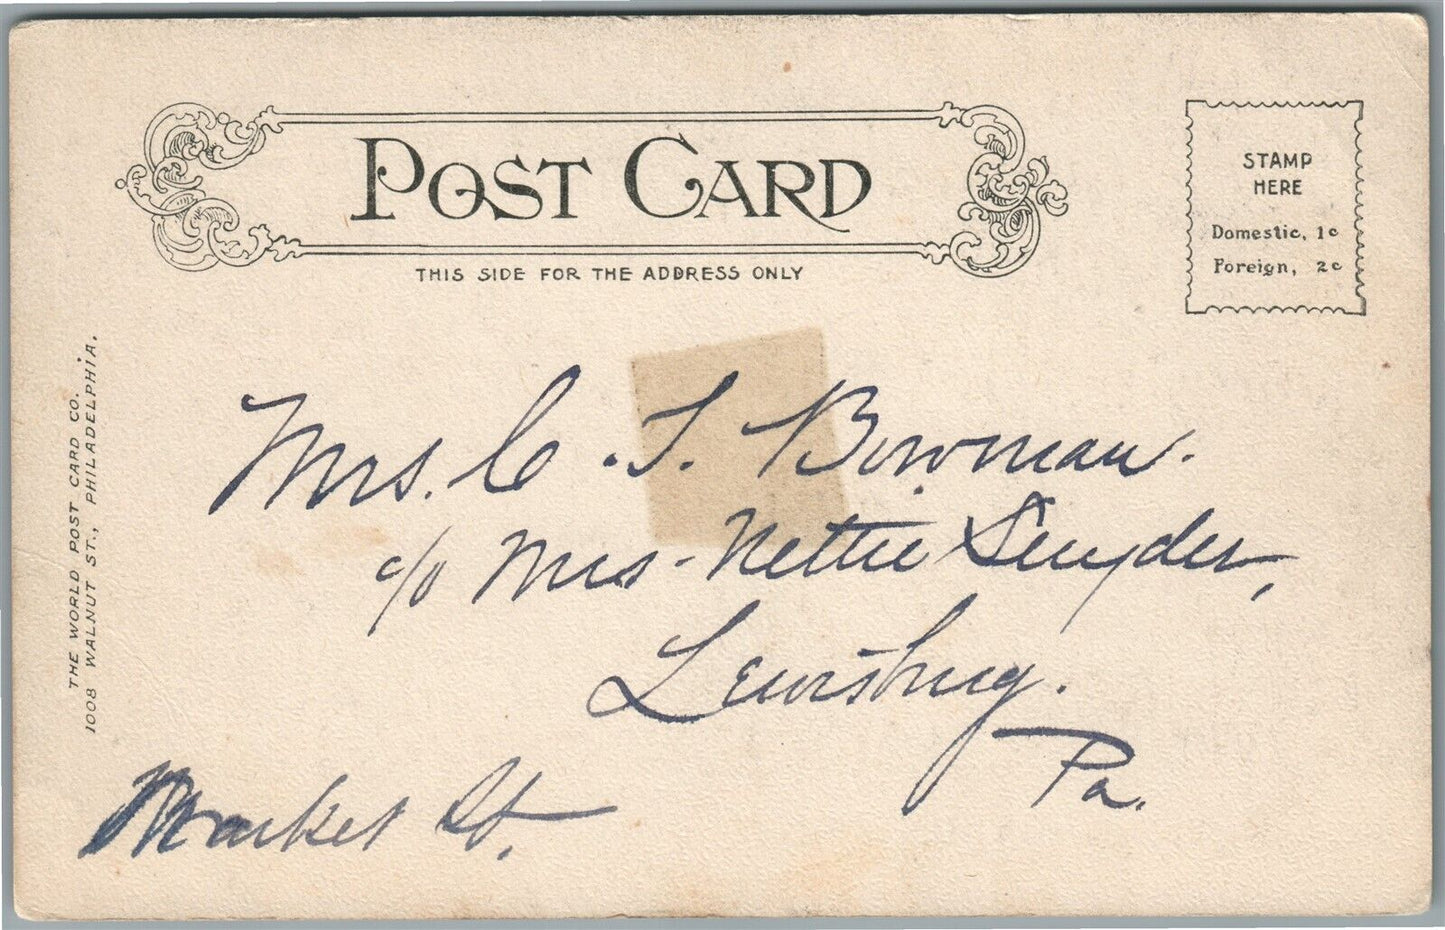 POST CARD
THIS SIDE FOR THE ADDRESS ONLY
STAMP
HERE
Domestic, 1c
Foreign, 2c
THE WORLD POST CARD CO.
1008 WALNUT ST., PHILADELPHIA.
Mrs. C. T. Bowman.
c/o Mrs. Nettie Snyder,
Lewisburg.
Pa.
Market St.